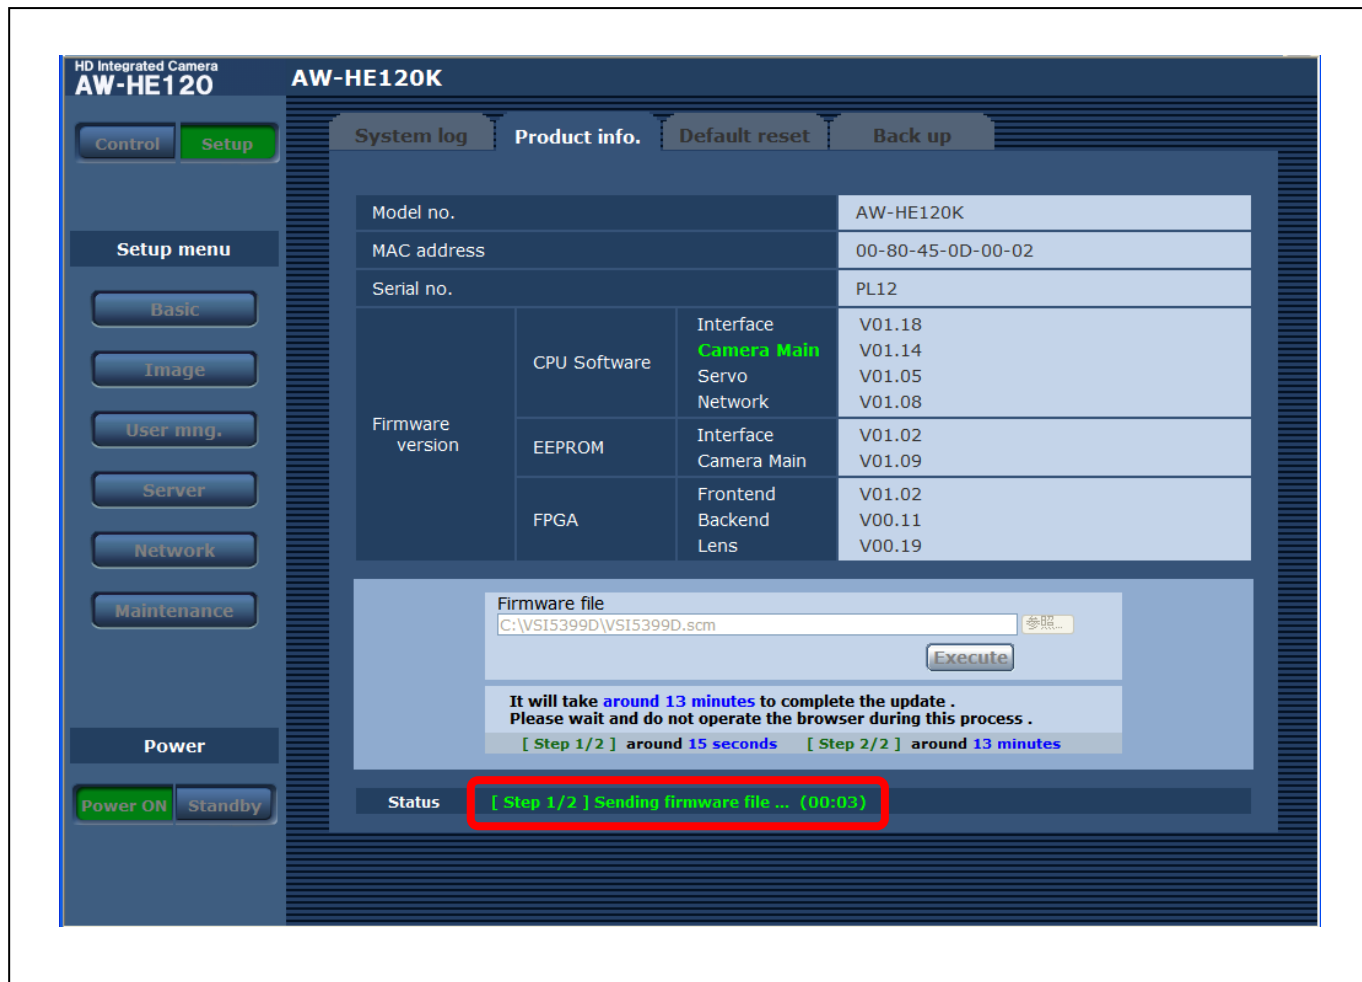 HD Integrated Camera
AW-HE120
AW-HE120K
Control
Setup
System log
Product info.
Default reset
Back up
Setup menu
Basic
Image
User mng.
Server
Network
Maintenance
Power
Power ON
Standby
Model no.
AW-HE120K
MAC address
00-80-45-0D-00-02
Serial no.
PL12
Firmware
version
CPU Software
Interface
V01.18
Camera Main
V01.14
Servo
V01.05
Network
V01.08
EEPROM
Interface
V01.02
Camera Main
V01.09
FPGA
Frontend
V01.02
Backend
V00.11
Lens
V00.19
Firmware file
C:\VSI5399D\VSI5399D.scm
参照...
Execute
It will take around 13 minutes to complete the update .
Please wait and do not operate the browser during this process .
[ Step 1/2 ] around 15 seconds [ Step 2/2 ] around 13 minutes
Status
[ Step 1/2 ] Sending firmware file ... (00:03)